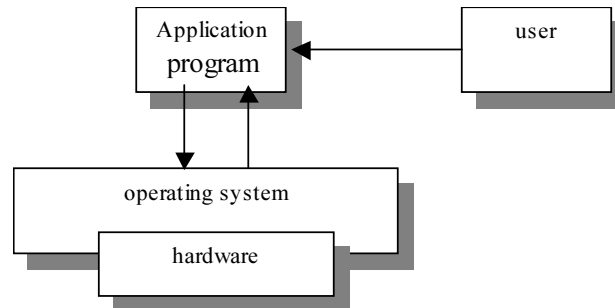 Application
program
user
operating system
hardware